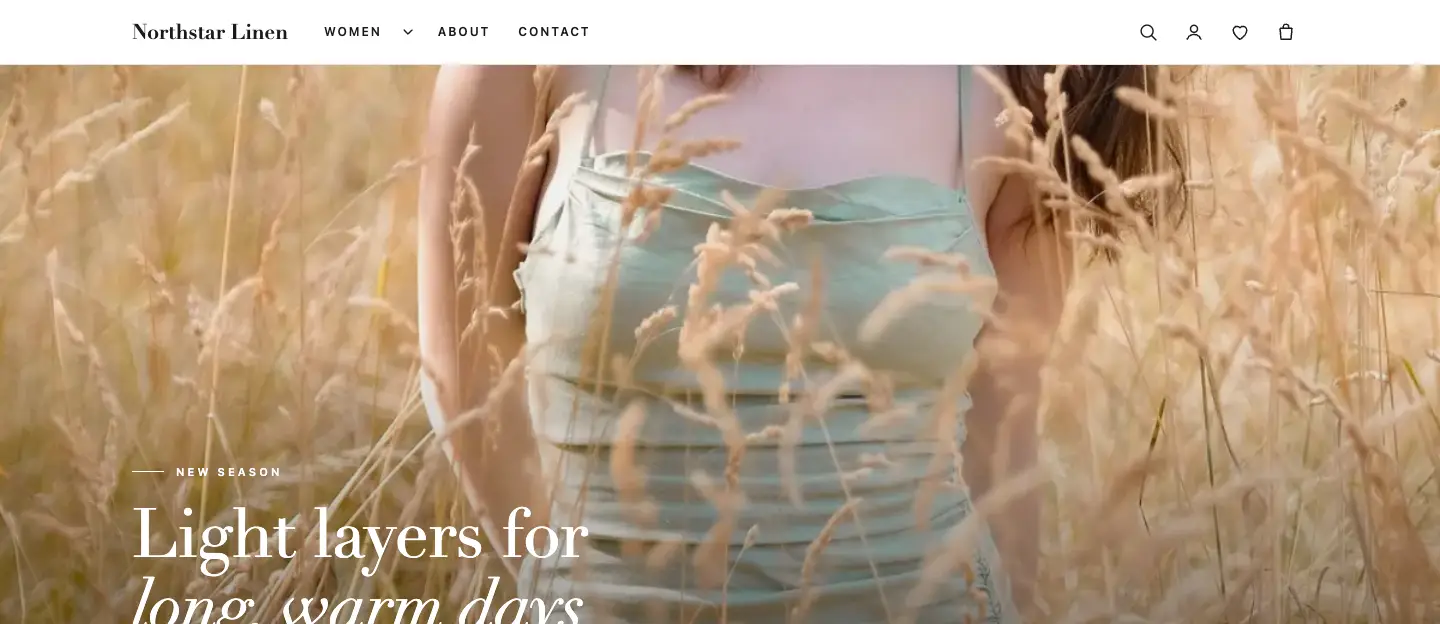 Northstar Linen
WOMEN
ABOUT
CONTACT
NEW SEASON
Light layers for
long, warm days